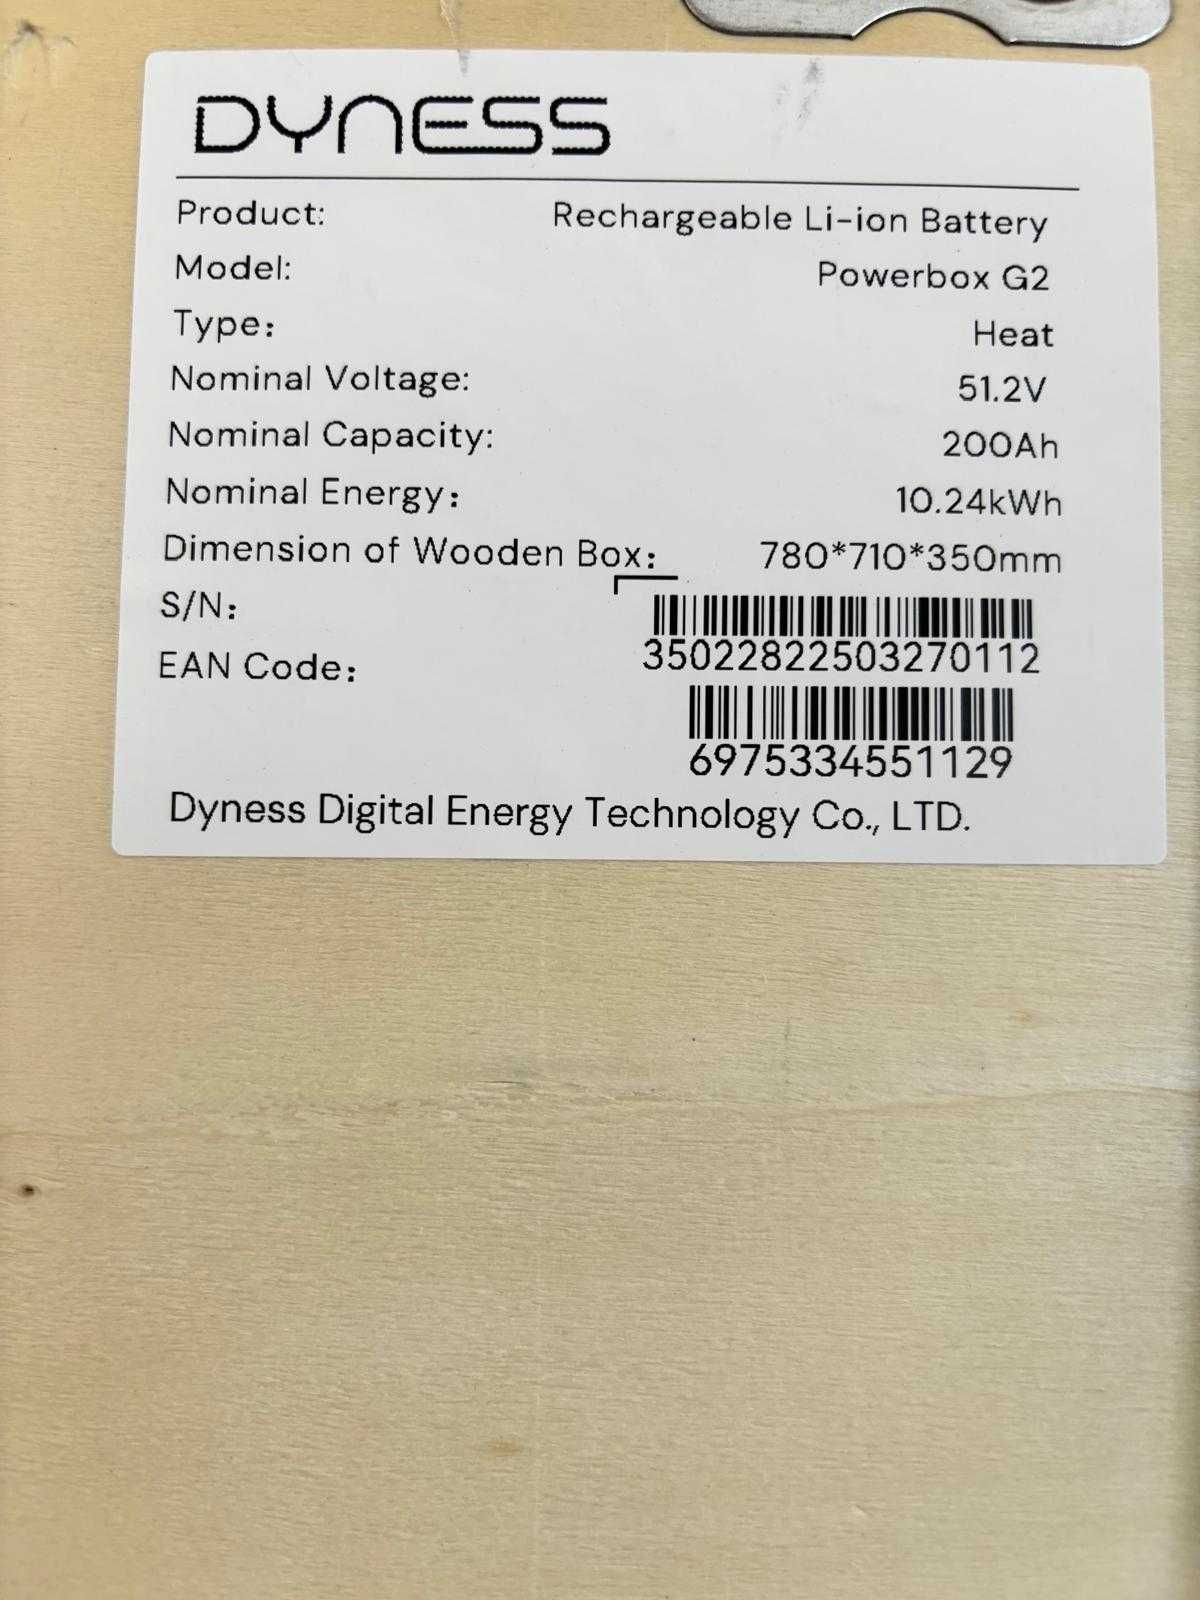 DYNESS
Product: Rechargeable Li-ion Battery
Model: Powerbox G2
Type: Heat
Nominal Voltage: 51.2V
Nominal Capacity: 200Ah
Nominal Energy: 10.24kWh
Dimension of Wooden Box: 780*710*350mm
S/N:
35022822503270112
EAN Code:
6975334551129
Dyness Digital Energy Technology Co., LTD.